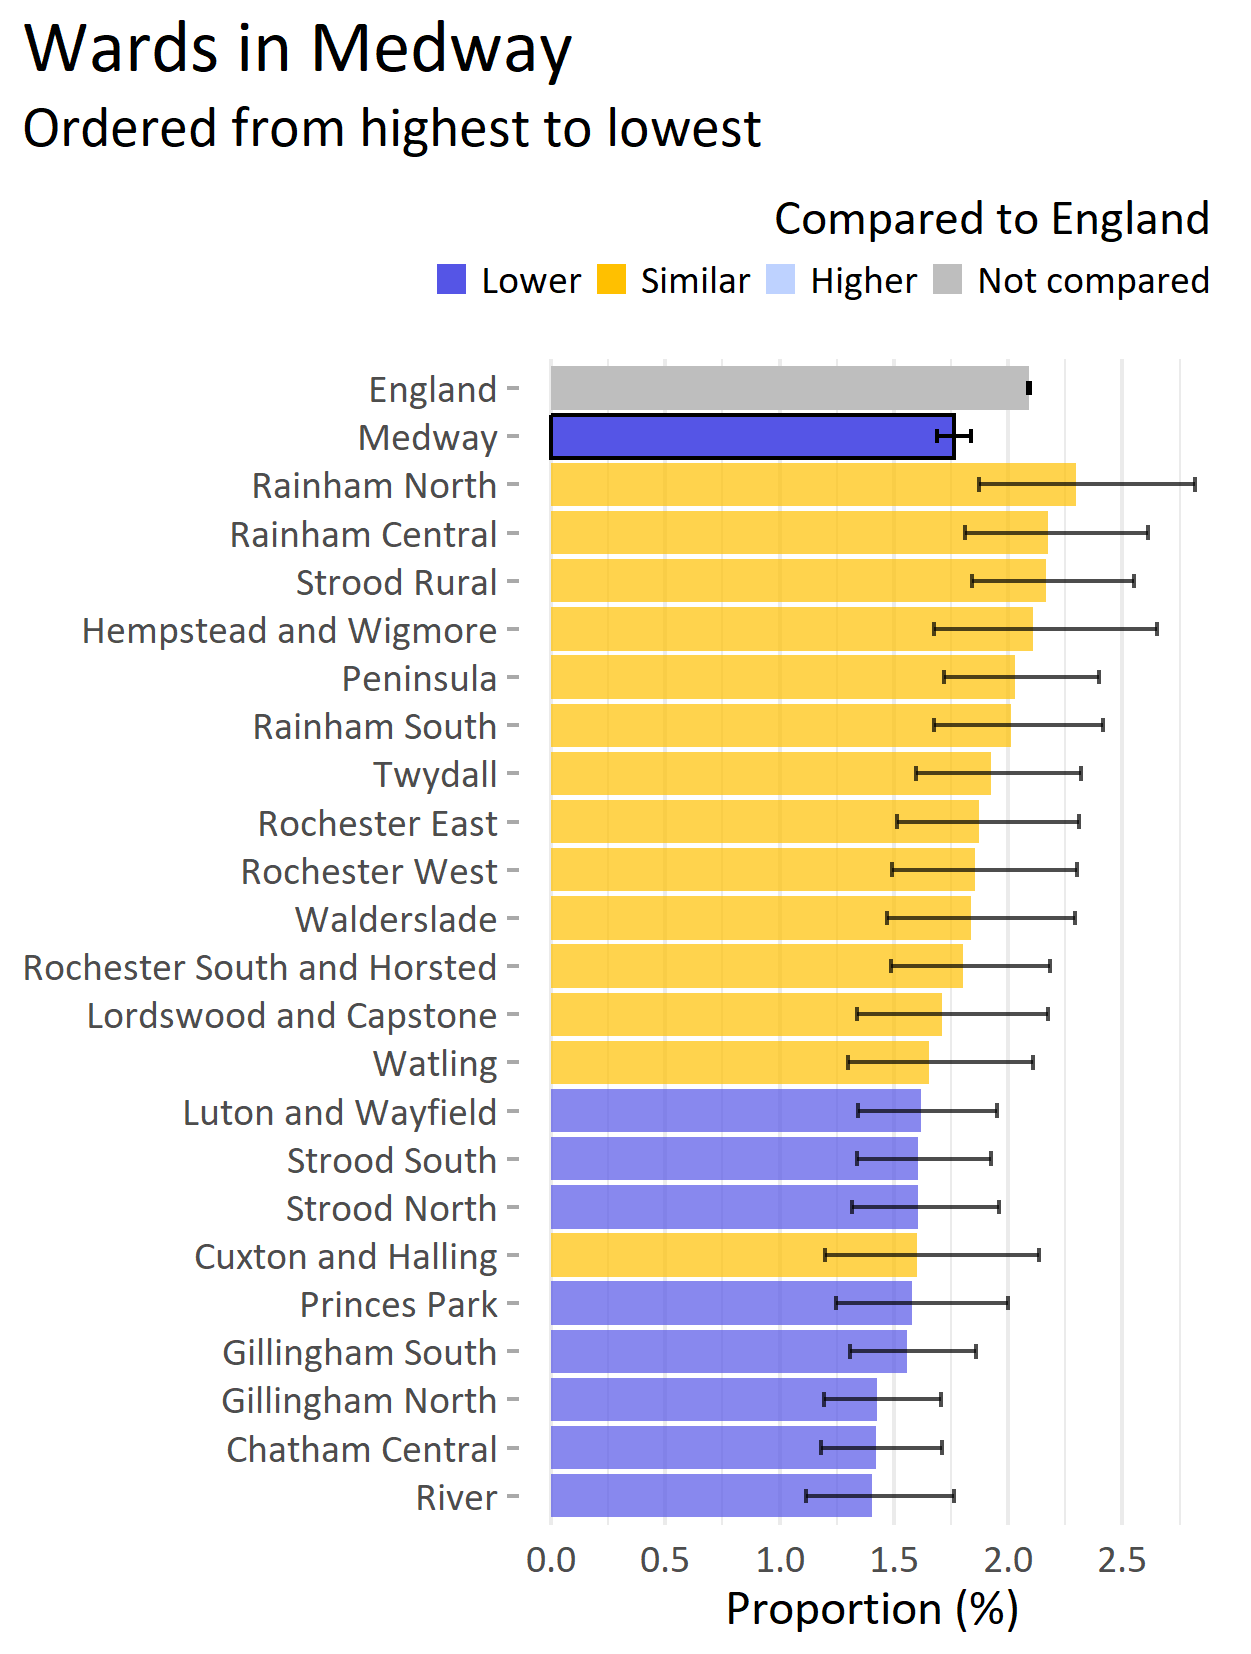 Wards in Medway
Ordered from highest to lowest
Compared to England
Lower Similar Higher Not compared
England
Medway
Rainham North
Rainham Central
Strood Rural
Hempstead and Wigmore
Peninsula
Rainham South
Twydall
Rochester East
Rochester West
Walderslade
Rochester South and Horsted
Lordswood and Capstone
Watling
Luton and Wayfield
Strood South
Strood North
Cuxton and Halling
Princes Park
Gillingham South
Gillingham North
Chatham Central
River
0.0 0.5 1.0 1.5 2.0 2.5
Proportion (%)